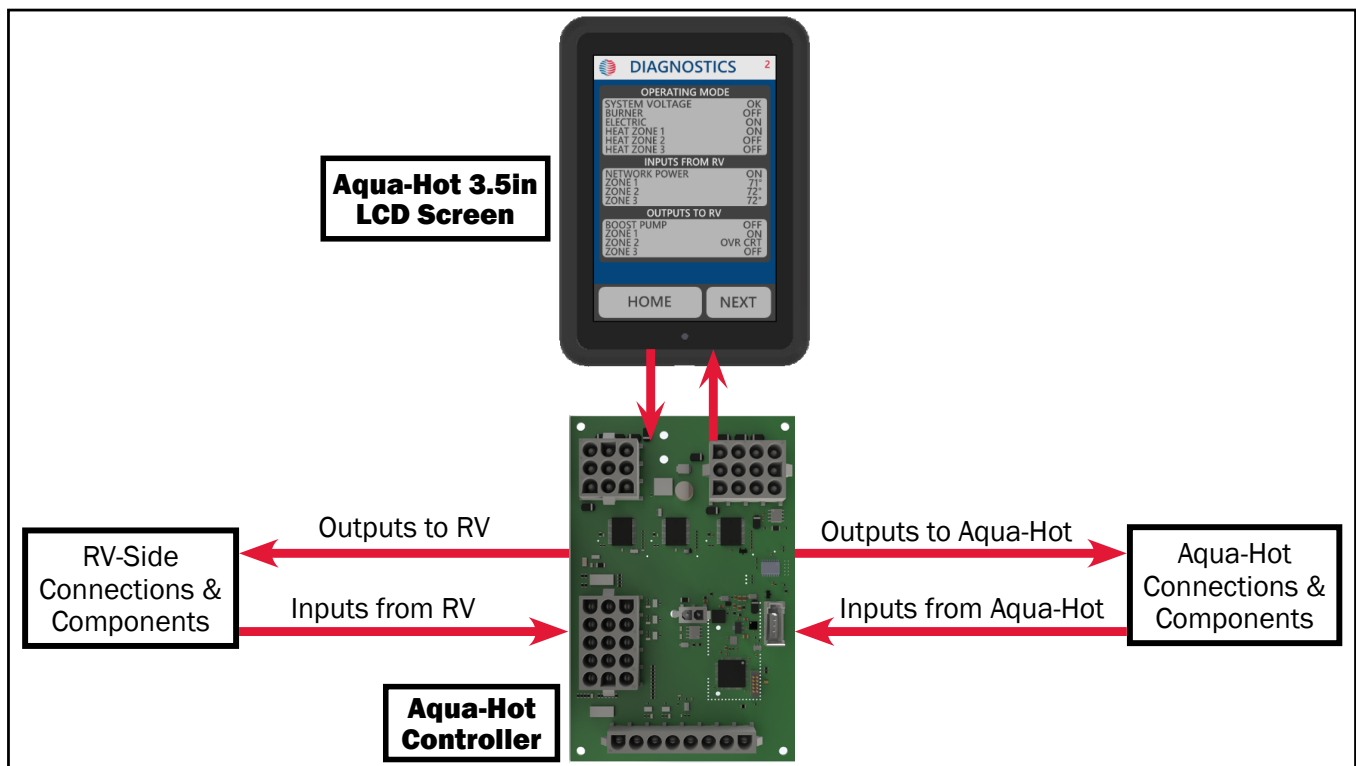 DIAGNOSTICS 2
OPERATING MODE
SYSTEM VOLTAGE OK
BURNER OFF
ELECTRIC ON
HEAT ZONE 1 ON
HEAT ZONE 2 OFF
HEAT ZONE 3 OFF
INPUTS FROM RV
NETWORK POWER ON
ZONE 1 71°
ZONE 2 72°
ZONE 3 72°
OUTPUTS TO RV
BOOST PUMP OFF
ZONE 1 ON
ZONE 2 OVR CRT
ZONE 3 OFF
HOME NEXT
Aqua-Hot 3.5in
LCD Screen
Outputs to RV
Inputs from RV
RV-Side
Connections &
Components
Outputs to Aqua-Hot
Inputs from Aqua-Hot
Aqua-Hot
Connections &
Components
Aqua-Hot
Controller